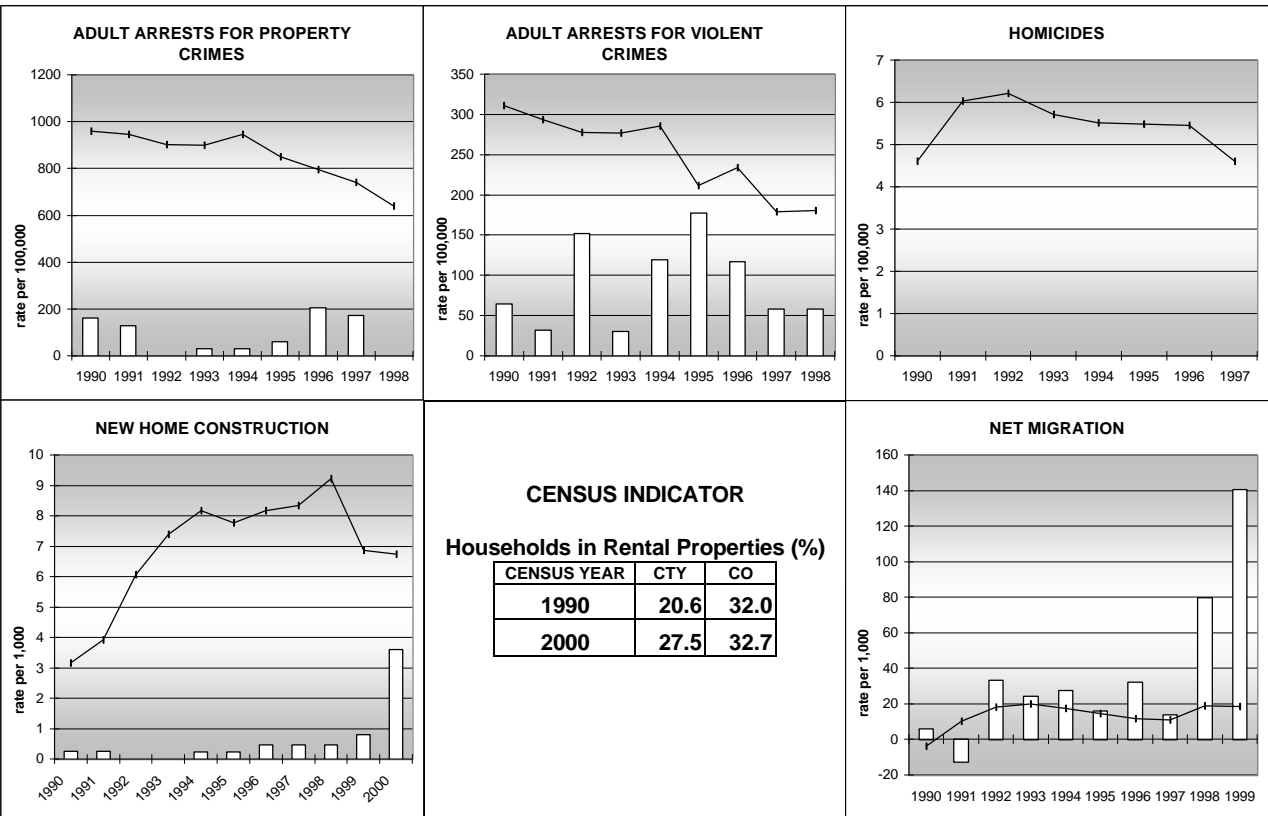 ADULT ARRESTS FOR PROPERTY
CRIMES
1200
1000
800
600
400
200
0
rate per 100,000
1990 1991 1992 1993 1994 1995 1996 1997 1998
ADULT ARRESTS FOR VIOLENT
CRIMES
350
300
250
200
150
100
50
0
rate per 100,000
1990 1991 1992 1993 1994 1995 1996 1997 1998
HOMICIDES
7
6
5
4
3
2
1
0
rate per 100,000
1990 1991 1992 1993 1994 1995 1996 1997
NEW HOME CONSTRUCTION
10
9
8
7
6
5
4
3
2
1
0
rate per 1,000
1990 1991 1992 1993 1994 1995 1996 1997 1998 1999 2000
CENSUS INDICATOR
Households in Rental Properties (%)
CENSUS YEAR CTY CO
1990 20.6 32.0
2000 27.5 32.7
NET MIGRATION
160
140
120
100
80
60
40
20
0
-20
rate per 1,000
1990 1991 1992 1993 1994 1995 1996 1997 1998 1999